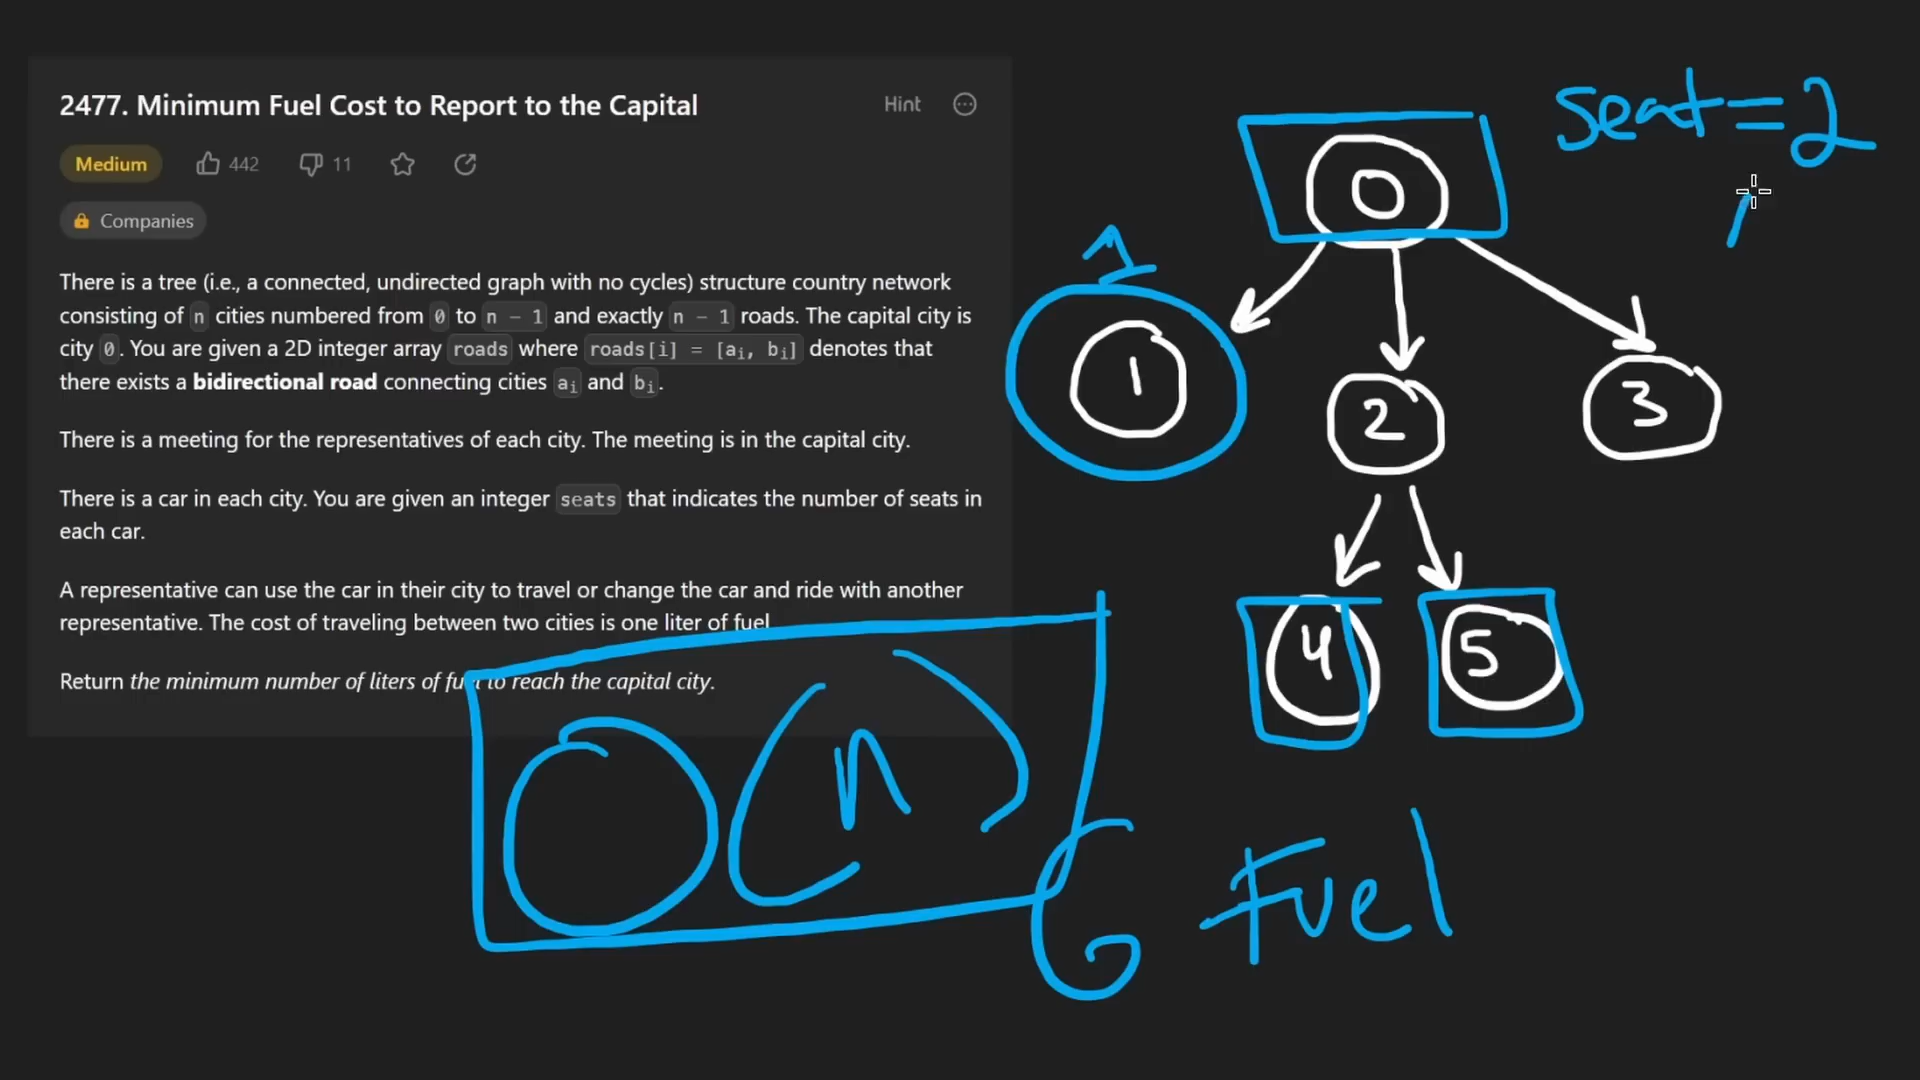 2477. Minimum Fuel Cost to Report to the Capital
Hint
Medium 442 11
Companies
There is a tree (i.e., a connected, undirected graph with no cycles) structure country network
consisting of n cities numbered from 0 to n - 1 and exactly n - 1 roads. The capital city is
city 0. You are given a 2D integer array roads where roads[i] = [ai, bi] denotes that
there exists a bidirectional road connecting cities ai and bi.
There is a meeting for the representatives of each city. The meeting is in the capital city.
There is a car in each city. You are given an integer seats that indicates the number of seats in
each car.
A representative can use the car in their city to travel or change the car and ride with another
representative. The cost of traveling between two cities is one liter of fuel.
Return the minimum number of liters of fuel to reach the capital city.
seat=2
0
1
1
2
3
4
5
O(n)
6 Fuel